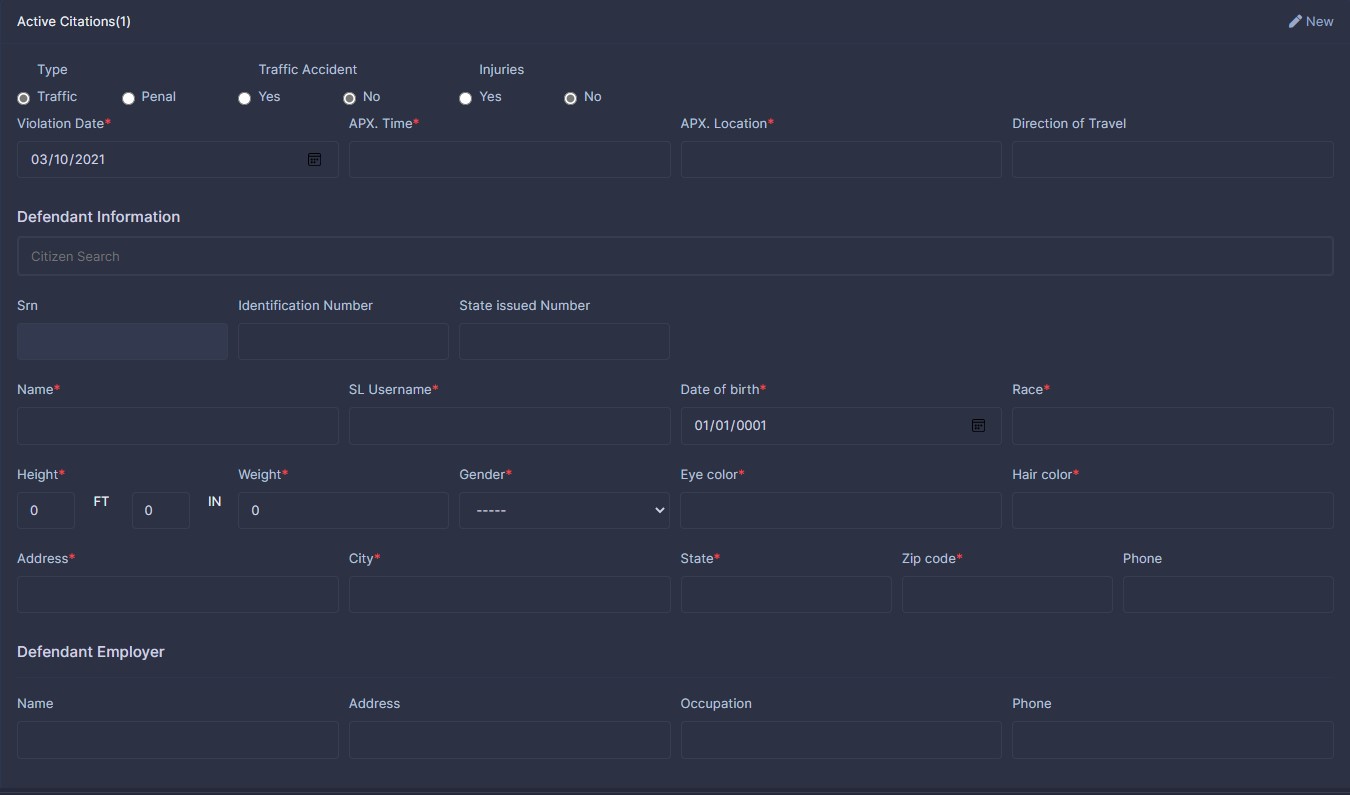 Active Citations(1) New
Type Traffic Accident Injuries
Traffic Penal Yes No Yes No
Violation Date* APX. Time* APX. Location* Direction of Travel
03/10/2021
Defendant Information
Citizen Search
Srn Identification Number State issued Number
Name* SL Username* Date of birth* Race*
01/01/0001
Height* Weight* Gender* Eye color* Hair color*
0 FT 0 IN 0 -----
Address* City* State* Zip code* Phone
Defendant Employer
Name Address Occupation Phone